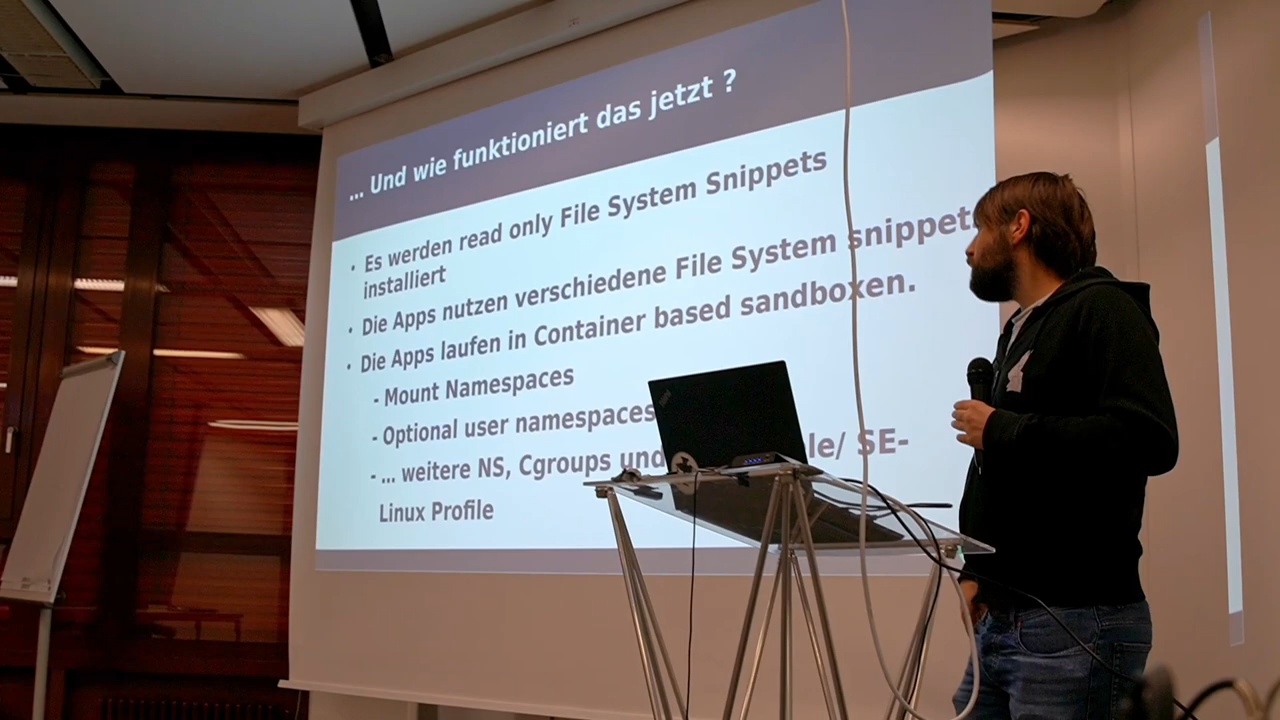 ... Und wie funktioniert das jetzt ?
• Es werden read only File System Snippets
installiert
• Die Apps nutzen verschiedene File System snippets
• Die Apps laufen in Container based sandboxen.
- Mount Namespaces
- Optional user namespaces
- ... weitere NS, Cgroups und le/ SE-
Linux Profile